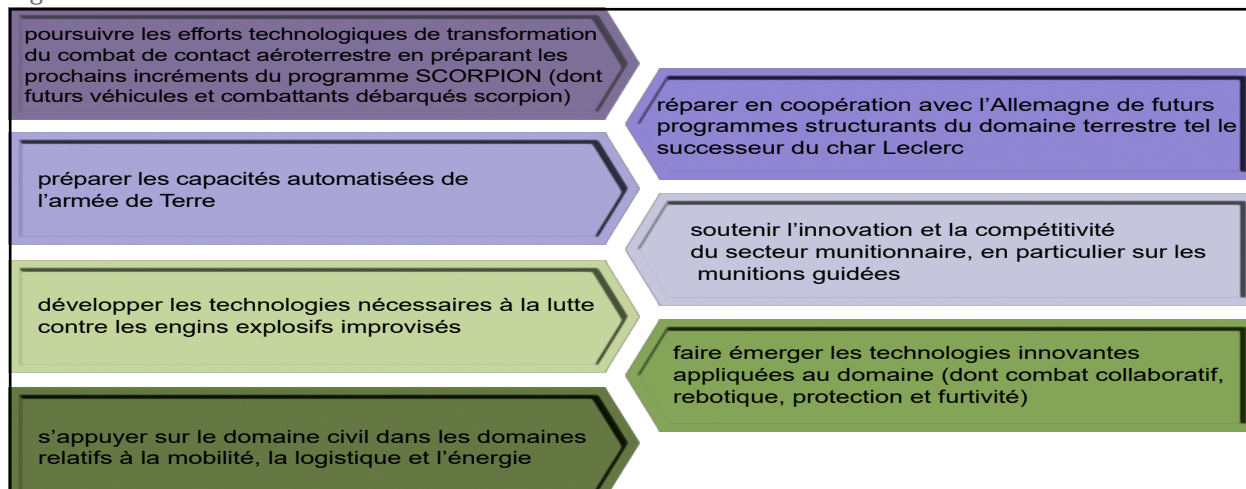 poursuivre les efforts technologiques de transformation
du combat de contact aéroterrestre en préparant les
prochains incréments du programme SCORPION (dont
futurs véhicules et combattants débarqués scorpion)
réparer en coopération avec l'Allemagne de futurs
programmes structurants du domaine terrestre tel le
successeur du char Leclerc
préparer les capacités automatisées de
l'armée de Terre
soutenir l'innovation et la compétitivité
du secteur munitionnaire, en particulier sur les
munitions guidées
développer les technologies nécessaires à la lutte
contre les engins explosifs improvisés
faire émerger les technologies innovantes
appliquées au domaine (dont combat collaboratif,
rebotique, protection et furtivité)
s'appuyer sur le domaine civil dans les domaines
relatifs à la mobilité, la logistique et l'énergie